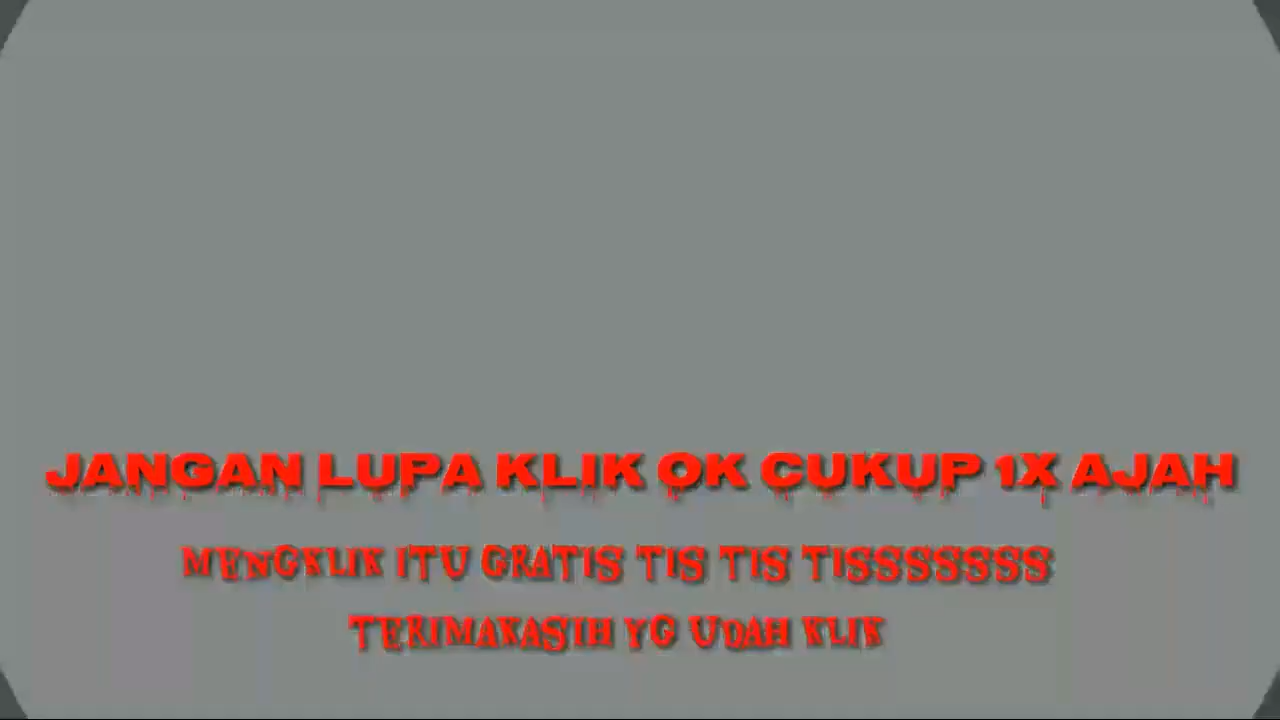 JANGAN LUPA KLIK OK CUKUP 1X AJAH
MENGKLIK ITU GRATIS TIS TIS TISSSSSSS
TERIMAKASIH YG UDAH KLIK